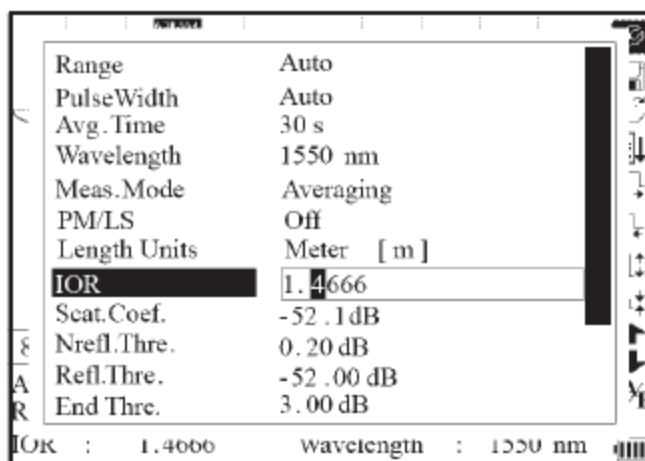 Range Auto
PulseWidth Auto
Avg.Time 30 s
Wavelength 1550 nm
Meas.Mode Averaging
PM/LS Off
Length Units Meter [ m ]
IOR 1.4666
Scat.Coef. -52.1dB
Nrefl.Thre. 0.20 dB
Refl.Thre. -52.00 dB
End Thre. 3.00 dB
8
A
R
IOR : 1.4666 Wavelength : 1550 nm